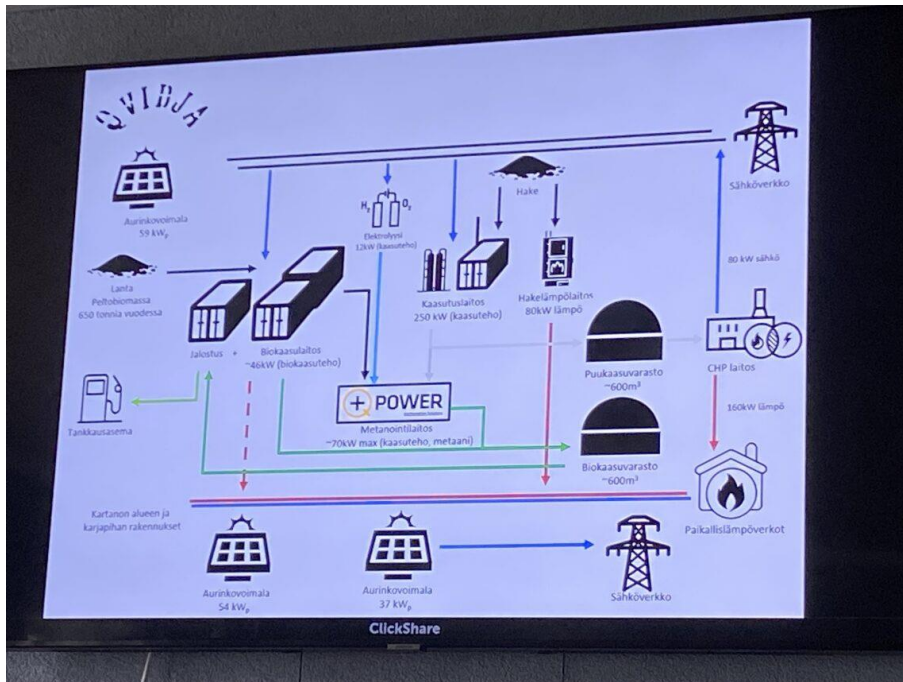 QVIDJA
Sähköverkko
Aurinkovoimala
59 kWp
H2
O2
Elektrolyysi
12kW (kaasuteho)
Hake
80 kW sähkö
Lanta
Peltobiomassa
650 tonnia vuodessa
Jalostus
Biokaasulaitos
~46kW (biokaasuteho)
Kaasutuslaitos
250 kW (kaasuteho)
Hakelämpölaitos
80kW lämpö
Puukaasuvarasto
~600m³
CHP laitos
160kW lämpö
Tankkausasema
Q POWER
Metanointilaitos
~70kW max (kaasuteho, metaani)
Biokaasuvarasto
~600m³
Kartanon alueen ja
karjapihan rakennukset
Paikallislämpöverkot
Aurinkovoimala
54 kWp
Aurinkovoimala
37 kWp
Sähköverkko
ClickShare